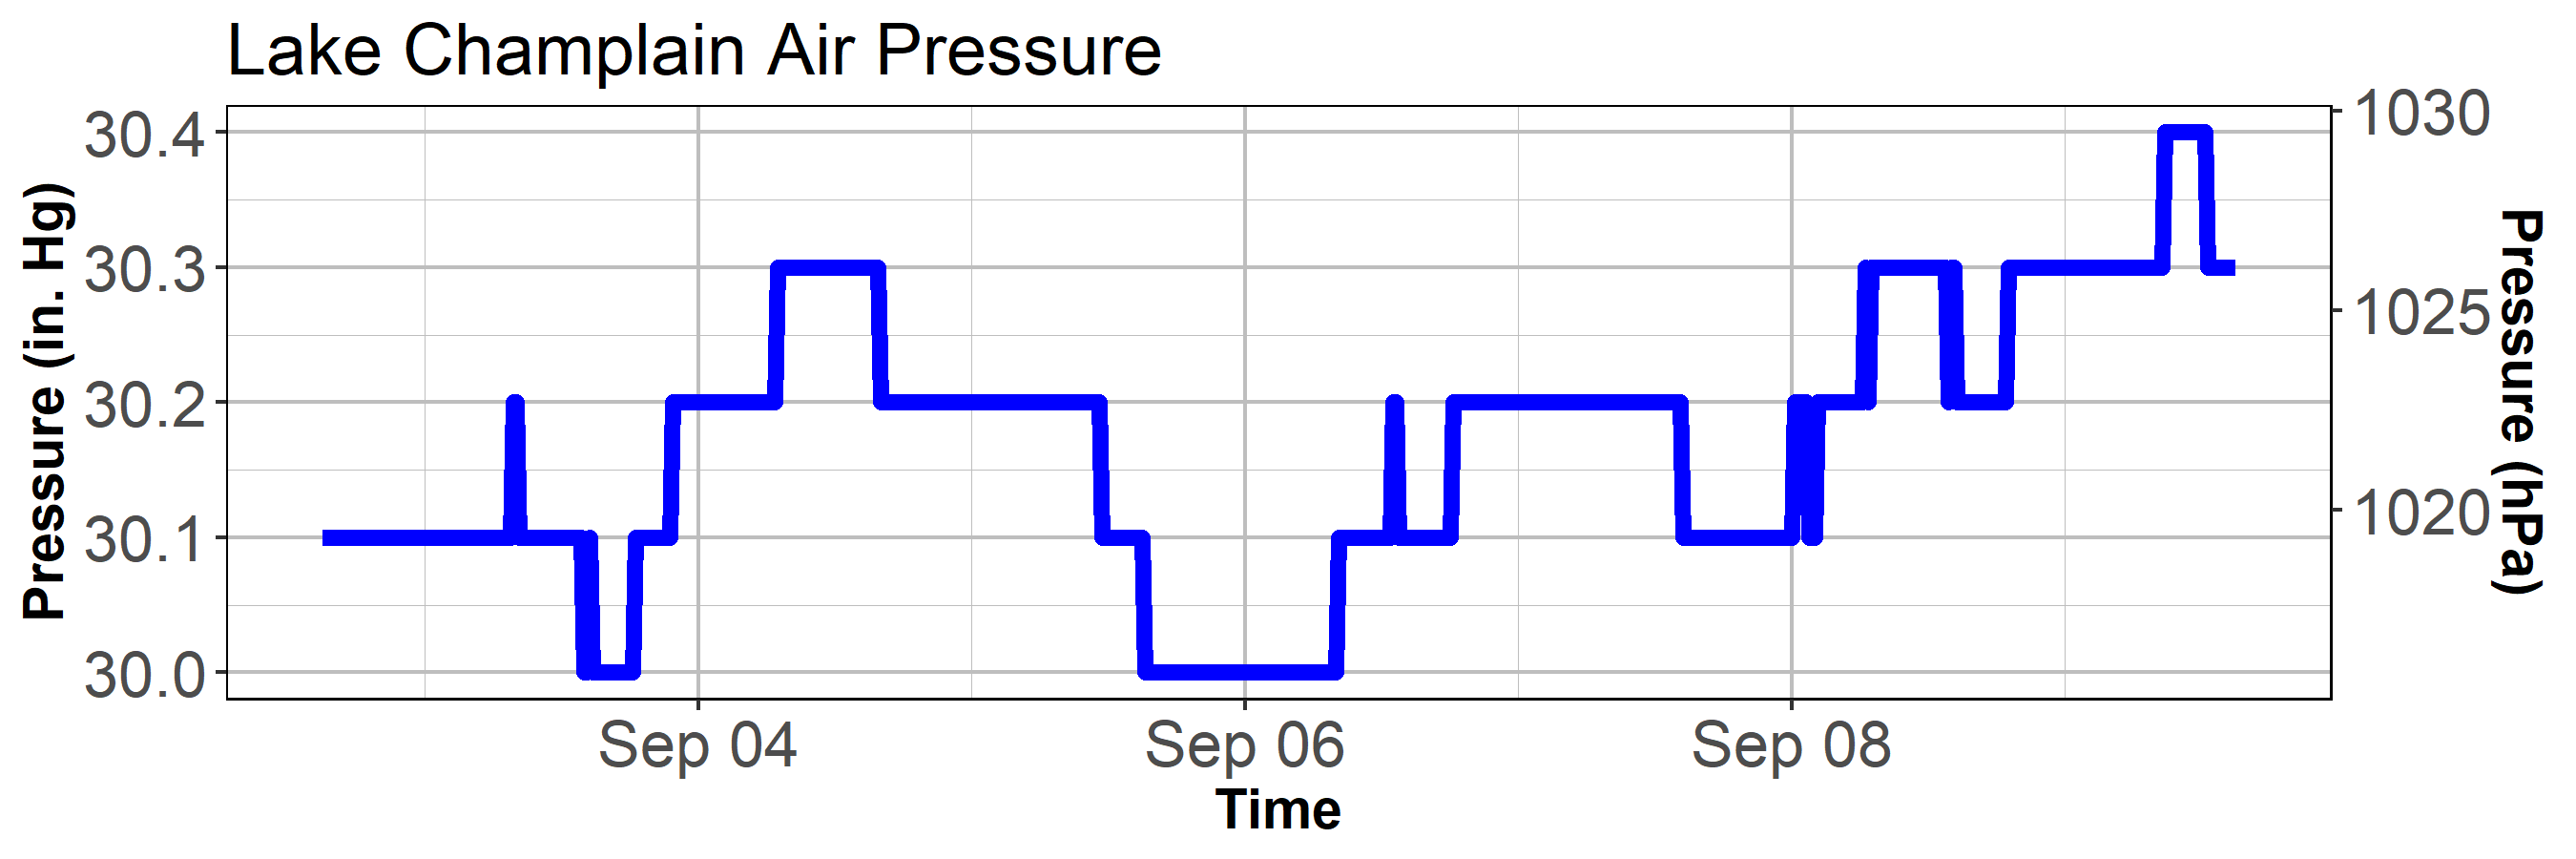 Lake Champlain Air Pressure
Pressure (in. Hg)
30.4
30.3
30.2
30.1
30.0
1030
1025
1020
Pressure (hPa)
Sep 04 Sep 06 Sep 08
Time